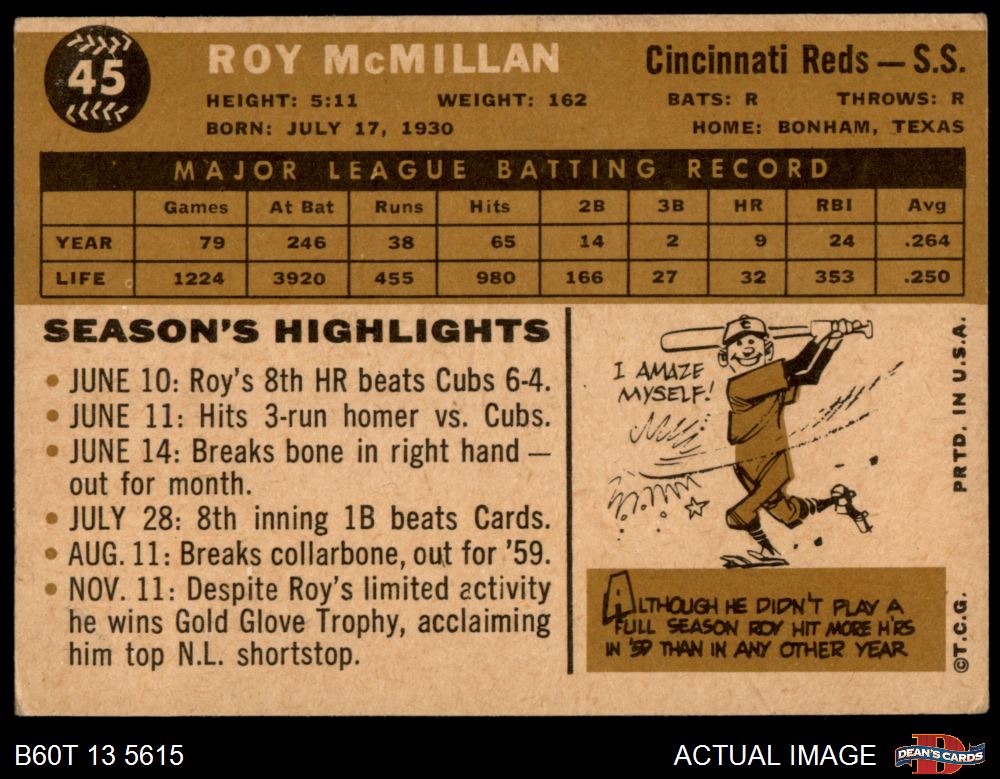 45
ROY McMILLAN
Cincinnati Reds — S.S.
HEIGHT: 5:11 WEIGHT: 162 BATS: R THROWS: R
BORN: JULY 17, 1930 HOME: BONHAM, TEXAS
MAJOR LEAGUE BATTING RECORD
Games At Bat Runs Hits 2B 3B HR RBI Avg
YEAR 79 246 38 65 14 2 9 24 .264
LIFE 1224 3920 455 980 166 27 32 353 .250
SEASON'S HIGHLIGHTS
• JUNE 10: Roy's 8th HR beats Cubs 6-4.
• JUNE 11: Hits 3-run homer vs. Cubs.
• JUNE 14: Breaks bone in right hand —
out for month.
• JULY 28: 8th inning 1B beats Cards.
• AUG. 11: Breaks collarbone, out for '59.
• NOV. 11: Despite Roy's limited activity
he wins Gold Glove Trophy, acclaiming
him top N.L. shortstop.
C
I AMAZE
MYSELF!
ALTHOUGH HE DIDN'T PLAY A
FULL SEASON ROY HIT MORE H'RS
IN '59 THAN IN ANY OTHER YEAR
PRTD. IN U.S.A.
©T.C.G.
B60T 13 5615
ACTUAL IMAGE
D
DEAN'S CARDS